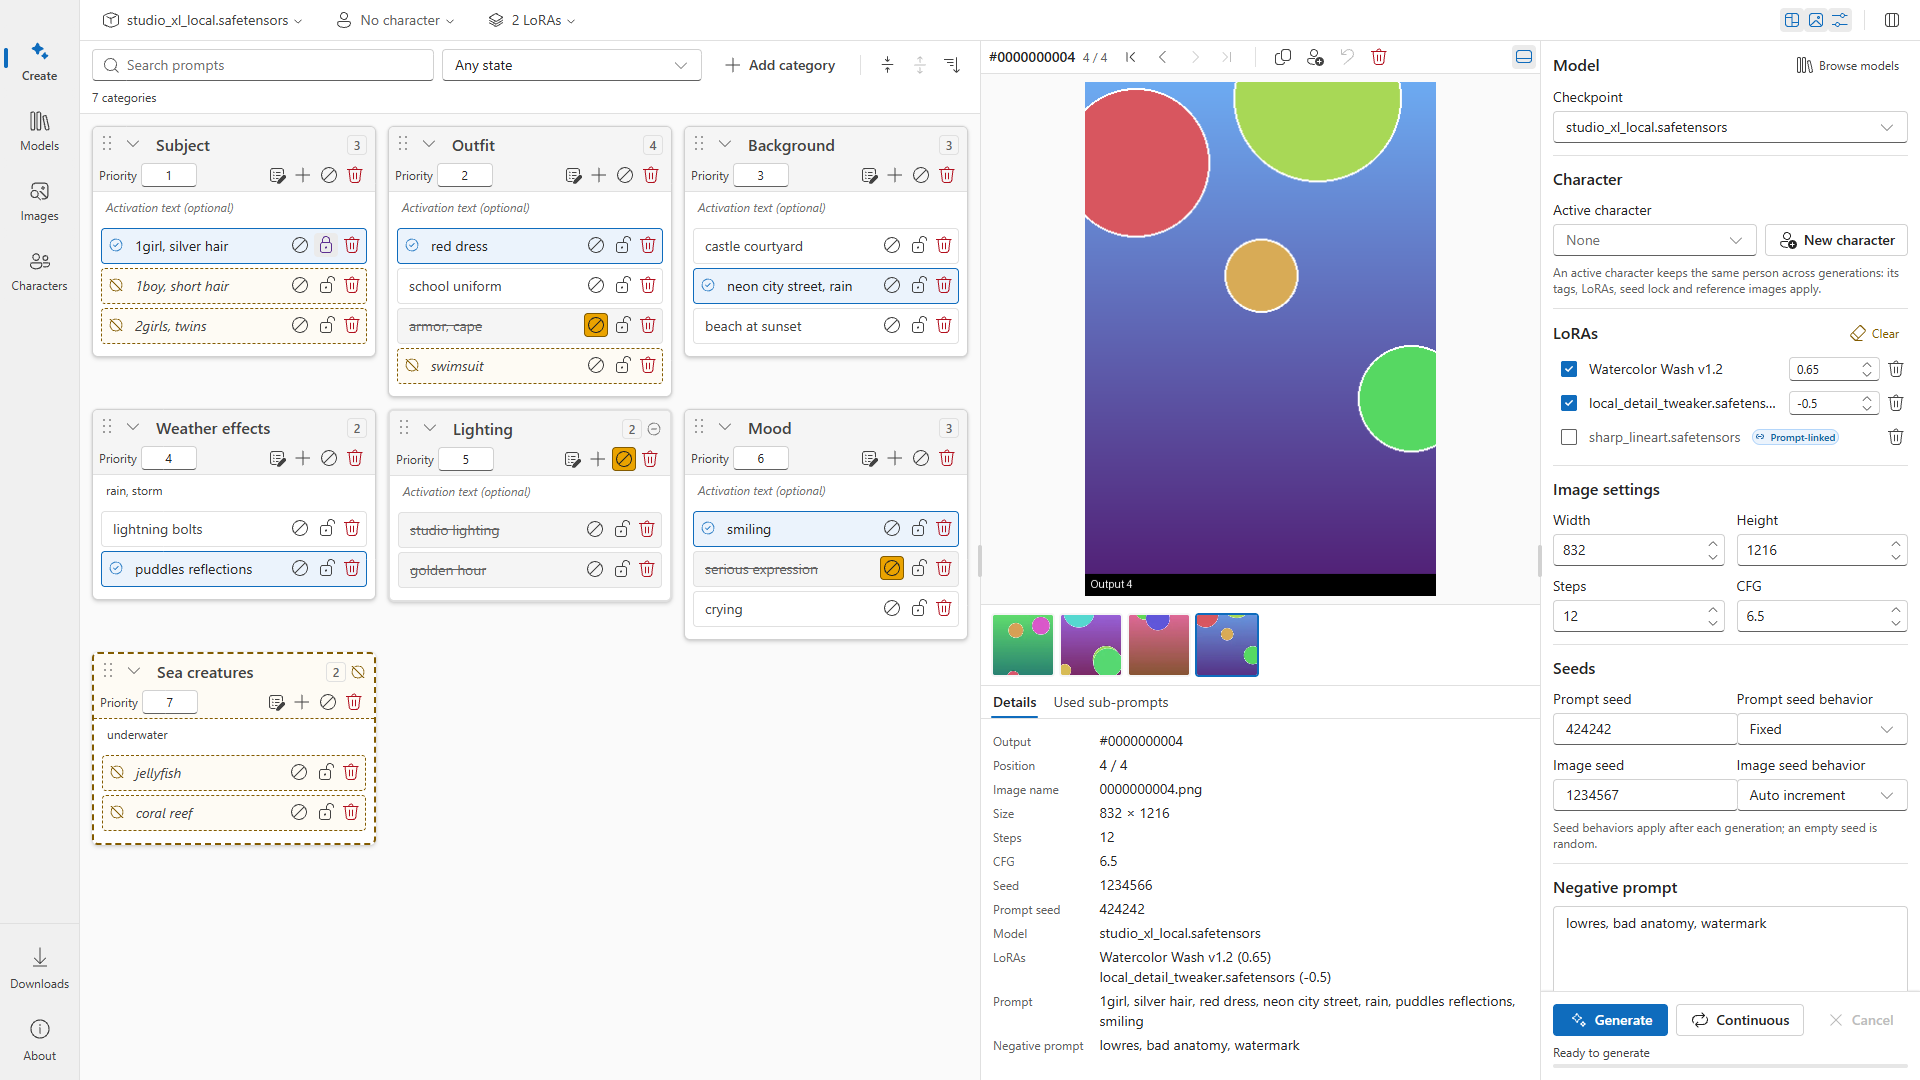 studio_xl_local.safetensors
No character
2 LoRAs
Create
Models
Images
Characters
Downloads
About
Search prompts
Any state
Add category
7 categories
Subject
3
Priority
1
Activation text (optional)
1girl, silver hair
1boy, short hair
2girls, twins
Outfit
4
Priority
2
Activation text (optional)
red dress
school uniform
armor, cape
swimsuit
Background
3
Priority
3
Activation text (optional)
castle courtyard
neon city street, rain
beach at sunset
Weather effects
2
Priority
4
rain, storm
lightning bolts
puddles reflections
Lighting
2
Priority
5
Activation text (optional)
studio lighting
golden hour
Mood
3
Priority
6
Activation text (optional)
smiling
serious expression
crying
Sea creatures
2
Priority
7
underwater
jellyfish
coral reef
#0000000004
4 / 4
Output 4
Details
Used sub-prompts
Output #0000000004
Position 4 / 4
Image name 0000000004.png
Size 832 × 1216
Steps 12
CFG 6.5
Seed 1234566
Prompt seed 424242
Model studio_xl_local.safetensors
LoRAs Watercolor Wash v1.2 (0.65)
local_detail_tweaker.safetensors (-0.5)
Prompt 1girl, silver hair, red dress, neon city street, rain, puddles reflections,
smiling
Negative prompt lowres, bad anatomy, watermark
Model
Browse models
Checkpoint
studio_xl_local.safetensors
Character
Active character
None
New character
An active character keeps the same person across generations: its
tags, LoRAs, seed lock and reference images apply.
LoRAs
Clear
Watercolor Wash v1.2
0.65
local_detail_tweaker.safetens...
-0.5
sharp_lineart.safetensors
Prompt-linked
Image settings
Width
Height
832
1216
Steps
CFG
12
6.5
Seeds
Prompt seed
Prompt seed behavior
424242
Fixed
Image seed
Image seed behavior
1234567
Auto increment
Seed behaviors apply after each generation; an empty seed is
random.
Negative prompt
lowres, bad anatomy, watermark
Generate
Continuous
Cancel
Ready to generate